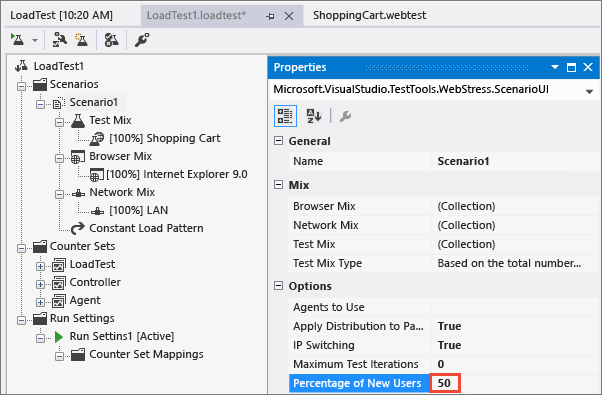 LoadTest [10:20 AM] LoadTest1.loadtest* ShoppingCart.webtest
LoadTest1
Scenarios
Scenario1
Test Mix
[100%] Shopping Cart
Browser Mix
[100%] Internet Explorer 9.0
Network Mix
[100%] LAN
Constant Load Pattern
Counter Sets
LoadTest
Controller
Agent
Run Settings
Run Settins1 [Active]
Counter Set Mappings
Properties
Microsoft.VisualStudio.TestTools.WebStress.ScenarioUI
General
Name Scenario1
Mix
Browser Mix (Collection)
Network Mix (Collection)
Test Mix (Collection)
Test Mix Type Based on the total number...
Options
Agents to Use
Apply Distribution to Pa... True
IP Switching True
Maximum Test Iterations 0
Percentage of New Users 50